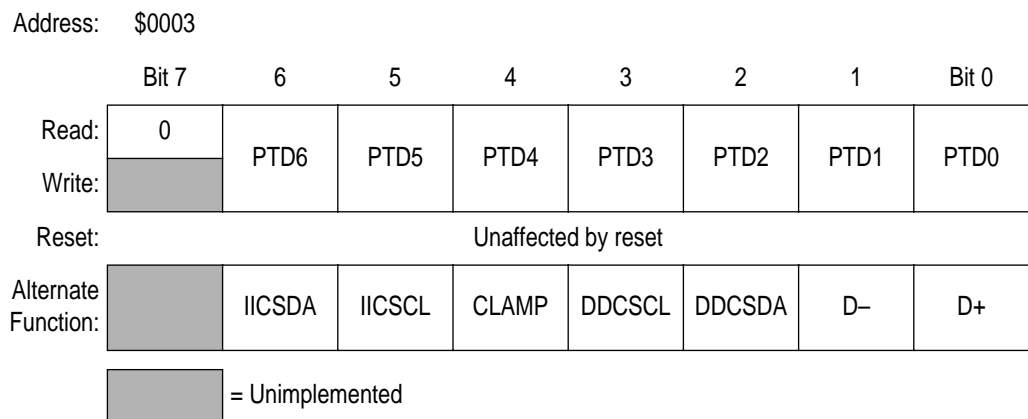 Address: $0003
Bit 7 6 5 4 3 2 1 Bit 0
Read: 0 PTD6 PTD5 PTD4 PTD3 PTD2 PTD1 PTD0
Write:
Reset: Unaffected by reset
Alternate Function: IICSDA IICSCL CLAMP DDCSCL DDCSDA D– D+
= Unimplemented